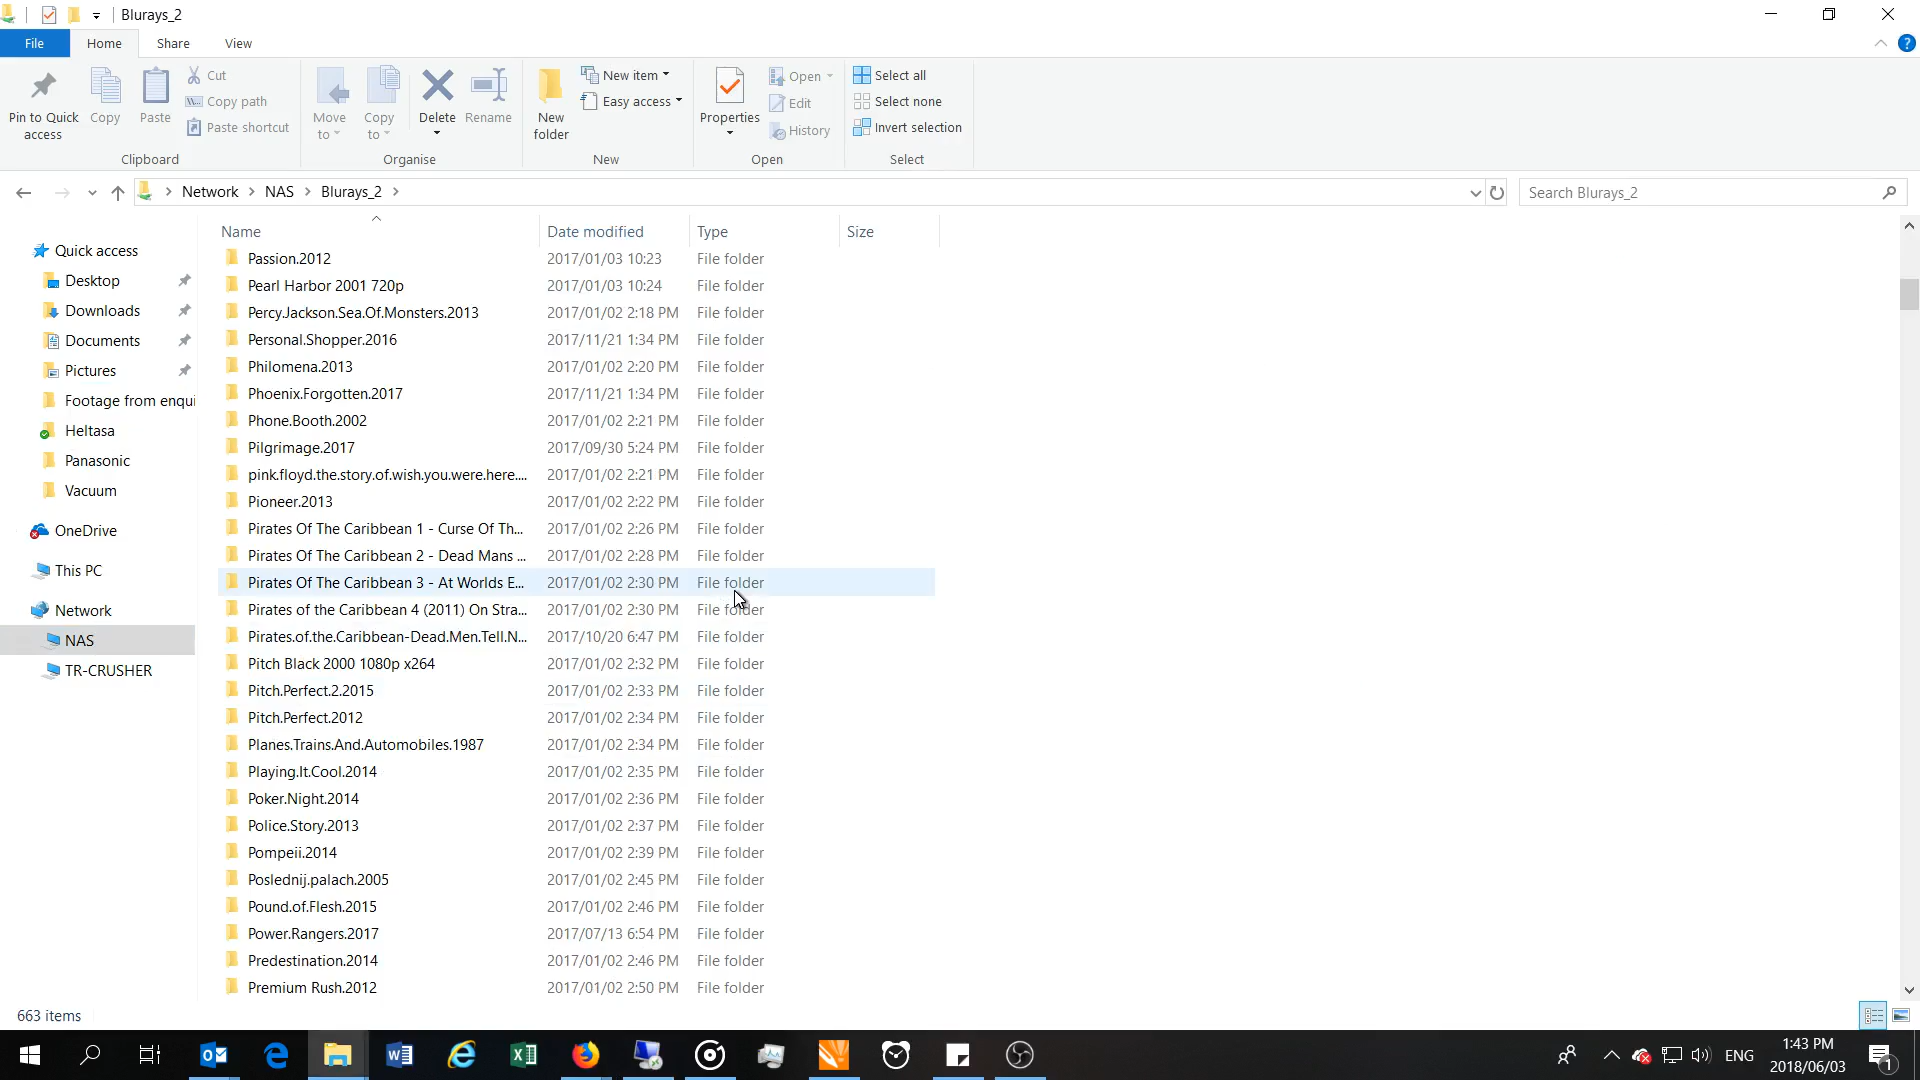 Blurays_2
File Home Share View
Pin to Quick access
Copy
Paste
Cut
Copy path
Paste shortcut
Clipboard
Move to
Copy to
Delete
Rename
Organise
New folder
New item
Easy access
New
Properties
Open
Edit
History
Open
Select all
Select none
Invert selection
Select
Network > NAS > Blurays_2 >
Search Blurays_2
Quick access
Desktop
Downloads
Documents
Pictures
Footage from enqui
Heltasa
Panasonic
Vacuum
OneDrive
This PC
Network
NAS
TR-CRUSHER
Name Date modified Type Size
Passion.2012 2017/01/03 10:23 File folder
Pearl Harbor 2001 720p 2017/01/03 10:24 File folder
Percy.Jackson.Sea.Of.Monsters.2013 2017/01/02 2:18 PM File folder
Personal.Shopper.2016 2017/11/21 1:34 PM File folder
Philomena.2013 2017/01/02 2:20 PM File folder
Phoenix.Forgotten.2017 2017/11/21 1:34 PM File folder
Phone.Booth.2002 2017/01/02 2:21 PM File folder
Pilgrimage.2017 2017/09/30 5:24 PM File folder
pink.floyd.the.story.of.wish.you.were.here.... 2017/01/02 2:21 PM File folder
Pioneer.2013 2017/01/02 2:22 PM File folder
Pirates Of The Caribbean 1 - Curse Of Th... 2017/01/02 2:26 PM File folder
Pirates Of The Caribbean 2 - Dead Mans ... 2017/01/02 2:28 PM File folder
Pirates Of The Caribbean 3 - At Worlds E... 2017/01/02 2:30 PM File folder
Pirates of the Caribbean 4 (2011) On Stra... 2017/01/02 2:30 PM File folder
Pirates.of.the.Caribbean-Dead.Men.Tell.N... 2017/10/20 6:47 PM File folder
Pitch Black 2000 1080p x264 2017/01/02 2:32 PM File folder
Pitch.Perfect.2.2015 2017/01/02 2:33 PM File folder
Pitch.Perfect.2012 2017/01/02 2:34 PM File folder
Planes.Trains.And.Automobiles.1987 2017/01/02 2:34 PM File folder
Playing.It.Cool.2014 2017/01/02 2:35 PM File folder
Poker.Night.2014 2017/01/02 2:36 PM File folder
Police.Story.2013 2017/01/02 2:37 PM File folder
Pompeii.2014 2017/01/02 2:39 PM File folder
Poslednij.palach.2005 2017/01/02 2:45 PM File folder
Pound.of.Flesh.2015 2017/01/02 2:46 PM File folder
Power.Rangers.2017 2017/07/13 6:54 PM File folder
Predestination.2014 2017/01/02 2:46 PM File folder
Premium Rush.2012 2017/01/02 2:50 PM File folder
663 items
ENG
1:43 PM
2018/06/03
1